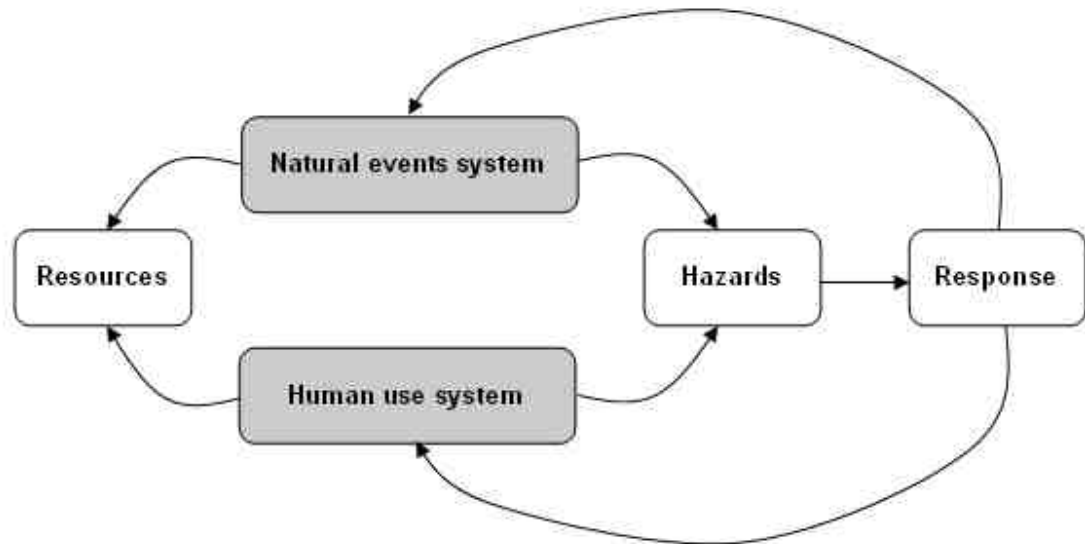 Natural events system
Resources
Hazards
Response
Human use system